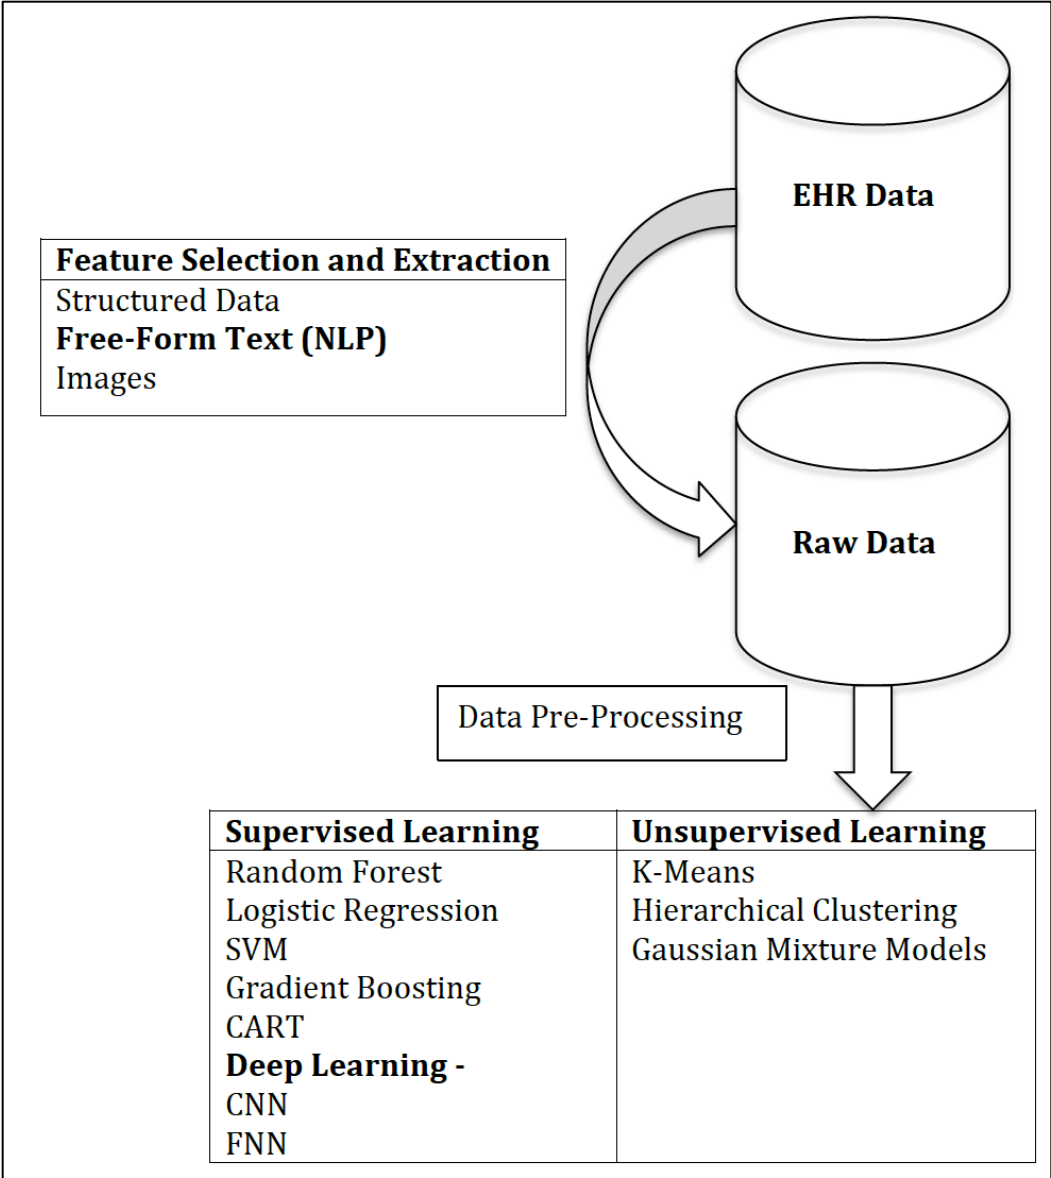 EHR Data
Feature Selection and Extraction
Structured Data
Free-Form Text (NLP)
Images
Raw Data
Data Pre-Processing
Supervised Learning
Random Forest
Logistic Regression
SVM
Gradient Boosting
CART
Deep Learning -
CNN
FNN
Unsupervised Learning
K-Means
Hierarchical Clustering
Gaussian Mixture Models